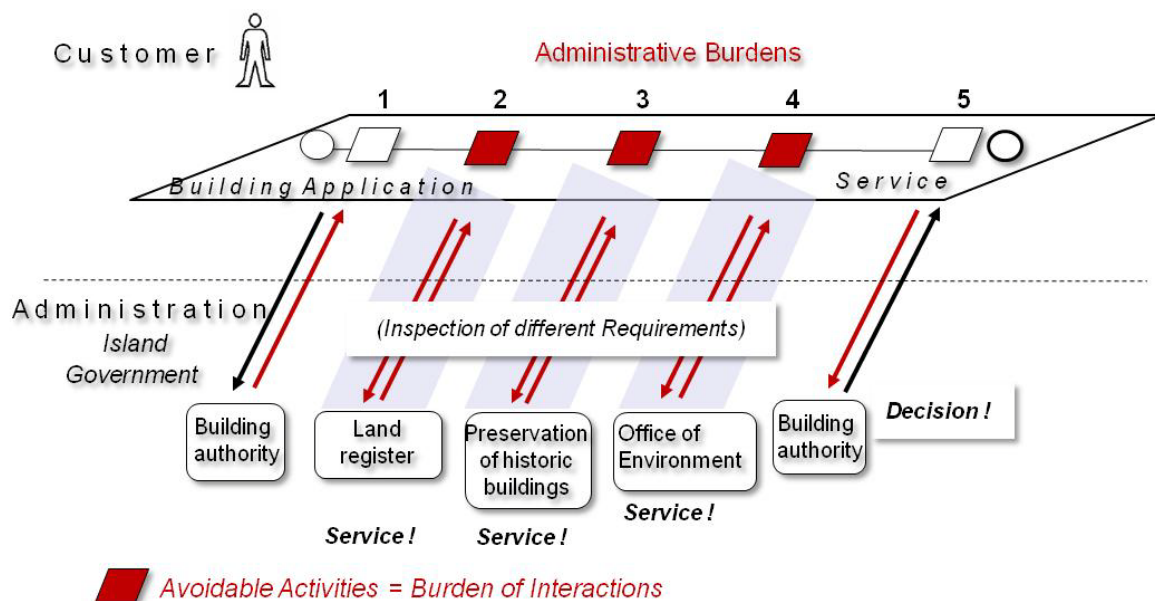 Customer
Administrative Burdens
1 2 3 4 5
Building Application
Service
Administration
Island
Government
(Inspection of different Requirements)
Building
authority
Land
register
Preservation
of historic
buildings
Office of
Environment
Building
authority
Decision !
Service !
Service !
Service !
Avoidable Activities = Burden of Interactions